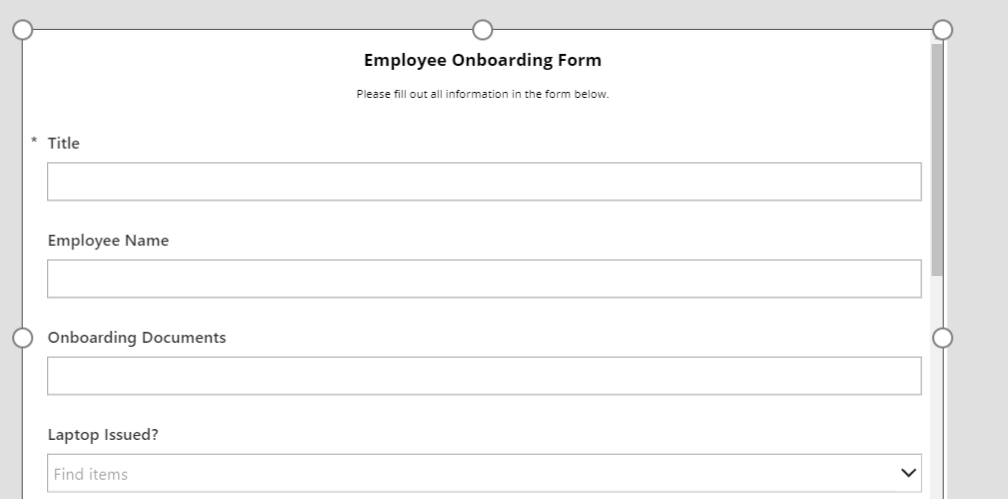 Employee Onboarding Form
Please fill out all information in the form below.
* Title
Employee Name
Onboarding Documents
Laptop Issued?
Find items